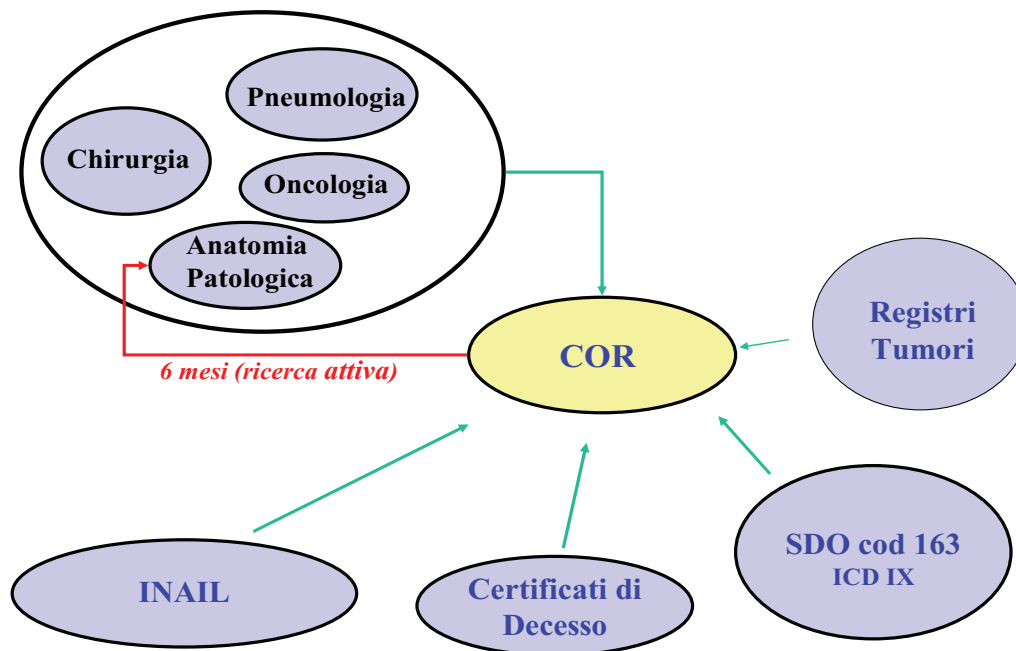 Pneumologia
Chirurgia
Oncologia
Anatomia
Patologica
Registri
Tumori
COR
6 mesi (ricerca attiva)
SDO cod 163
ICD IX
INAIL
Certificati di
Decesso